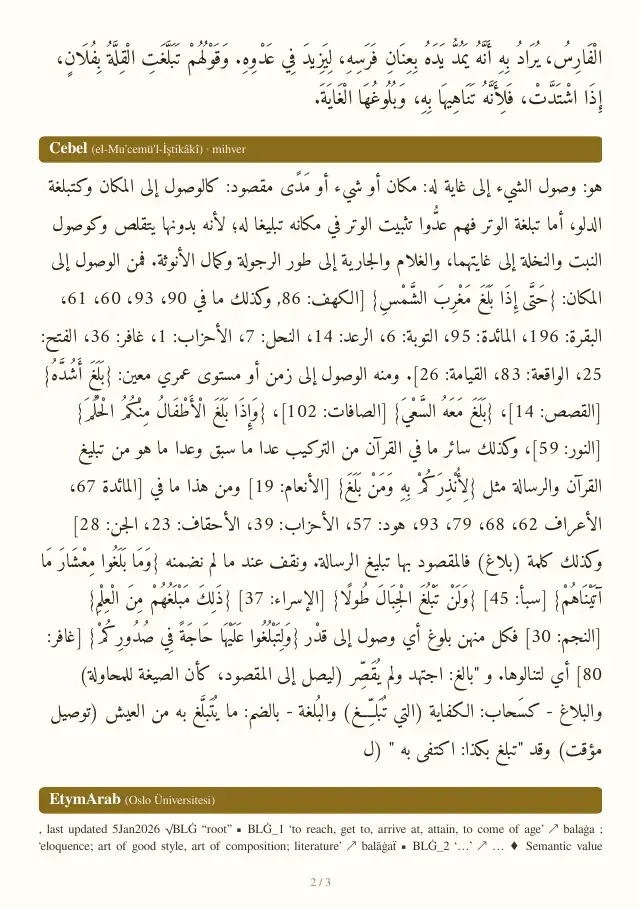 الْفَارِسُ، يُرَادُ بِهِ أَنَّهُ يَمُدُّ يَدَهُ بِعِنَانِ فَرَسِهِ، لِيَزِيدَ فِي عَدْوِهِ. وَقَوْلُهُمْ تَبَلَّغَتِ الْقِلَّةُ بِفُلَانٍ،
إِذَا اشْتَدَّتْ، فَلِأَنَّهُ تَنَاهِيهَا بِهِ، وَبُلُوغُهَا الْغَايَةَ.
Cebel (el-Mu'cemü'l-İştikâkî) · mihver
هو: وصول الشيء إلى غاية له: مكان أو شيء أو مَدًى مقصود: كالوصول إلى المكان وكتبلغة
الدلو، أما تبلغة الوتر فهم عدُّوا تثبيت الوتر في مكانه تبليغا له؛ لأنه بدونها يتقلص وكوصول
النبت والنخلة إلى غايتهما، والغلام والجارية إلى طور الرجولة وكمال الأنوثة. فمن الوصول إلى
المكان: {حَتَّى إِذَا بَلَغَ مَغْرِبَ الشَّمْسِ} [الكهف: 86, وكذلك ما في 90، 93، 60، 61،
البقرة: 196، المائدة: 95، التوبة: 6، الرعد: 14، النحل: 7، الأحزاب: 1، غافر: 36، الفتح:
25، الواقعة: 83، القيامة: 26]. ومنه الوصول إلى زمن أو مستوى عمري معين: {بَلَغَ أَشُدَّهُ}
[القصص: 14]، {بَلَغَ مَعَهُ السَّعْيَ} [الصافات: 102]، {وَإِذَا بَلَغَ الْأَطْفَالُ مِنْكُمُ الْحُلُمَ}
[النور: 59]، وكذلك سائر ما في القرآن من التركيب عدا ما سبق وعدا ما هو من تبليغ
القرآن والرسالة مثل {لِأُنْذِرَكُمْ بِهِ وَمَنْ بَلَغَ} [الأنعام: 19] ومن هذا ما في [المائدة 67،
الأعراف 62، 68، 79، 93، هود: 57، الأحزاب: 39، الأحقاف: 23، الجن: 28]
وكذلك كلمة (بلاغ) فالمقصود بها تبليغ الرسالة. ونقف عند ما لم نضمنه {وَمَا بَلَغُوا مِعْشَارَ مَا
آتَيْنَاهُمْ} [سبأ: 45] {وَلَنْ تَبْلُغَ الْجِبَالَ طُولًا} [الإسراء: 37] {ذَلِكَ مَبْلَغُهُمْ مِنَ الْعِلْمِ}
[النجم: 30] فكل منهن بلوغ أي وصول إلى قدْر {وَلِتَبْلُغُوا عَلَيْهَا حَاجَةً فِي صُدُورِكُمْ} [غافر:
80] أي لتنالوها. و "بالغ: اجتهد ولم يُقَصِّر (ليصل إلى المقصود، كأن الصيغة للمحاولة)
والبلاغ - كسَحاب: الكفاية (التي تُبَلِّــــغ) والبُلغة - بالضم: ما يُتَبلَّغ به من العيش (توصيل
مؤقت) وقد "تبلغ بكذا: اكتفى به " (ل
EtymArab (Oslo Üniversitesi)
, last updated 5Jan2026 √BLĠ “root” ▪ BLĠ_1 ‘to reach, get to, arrive at, attain, to come of age’ ↗ balaġa ;
‘eloquence; art of good style, art of composition; literature’ ↗ balāġaẗ ▪ BLĠ_2 ‘…’ ↗ … ♦ Semantic value
2 / 3